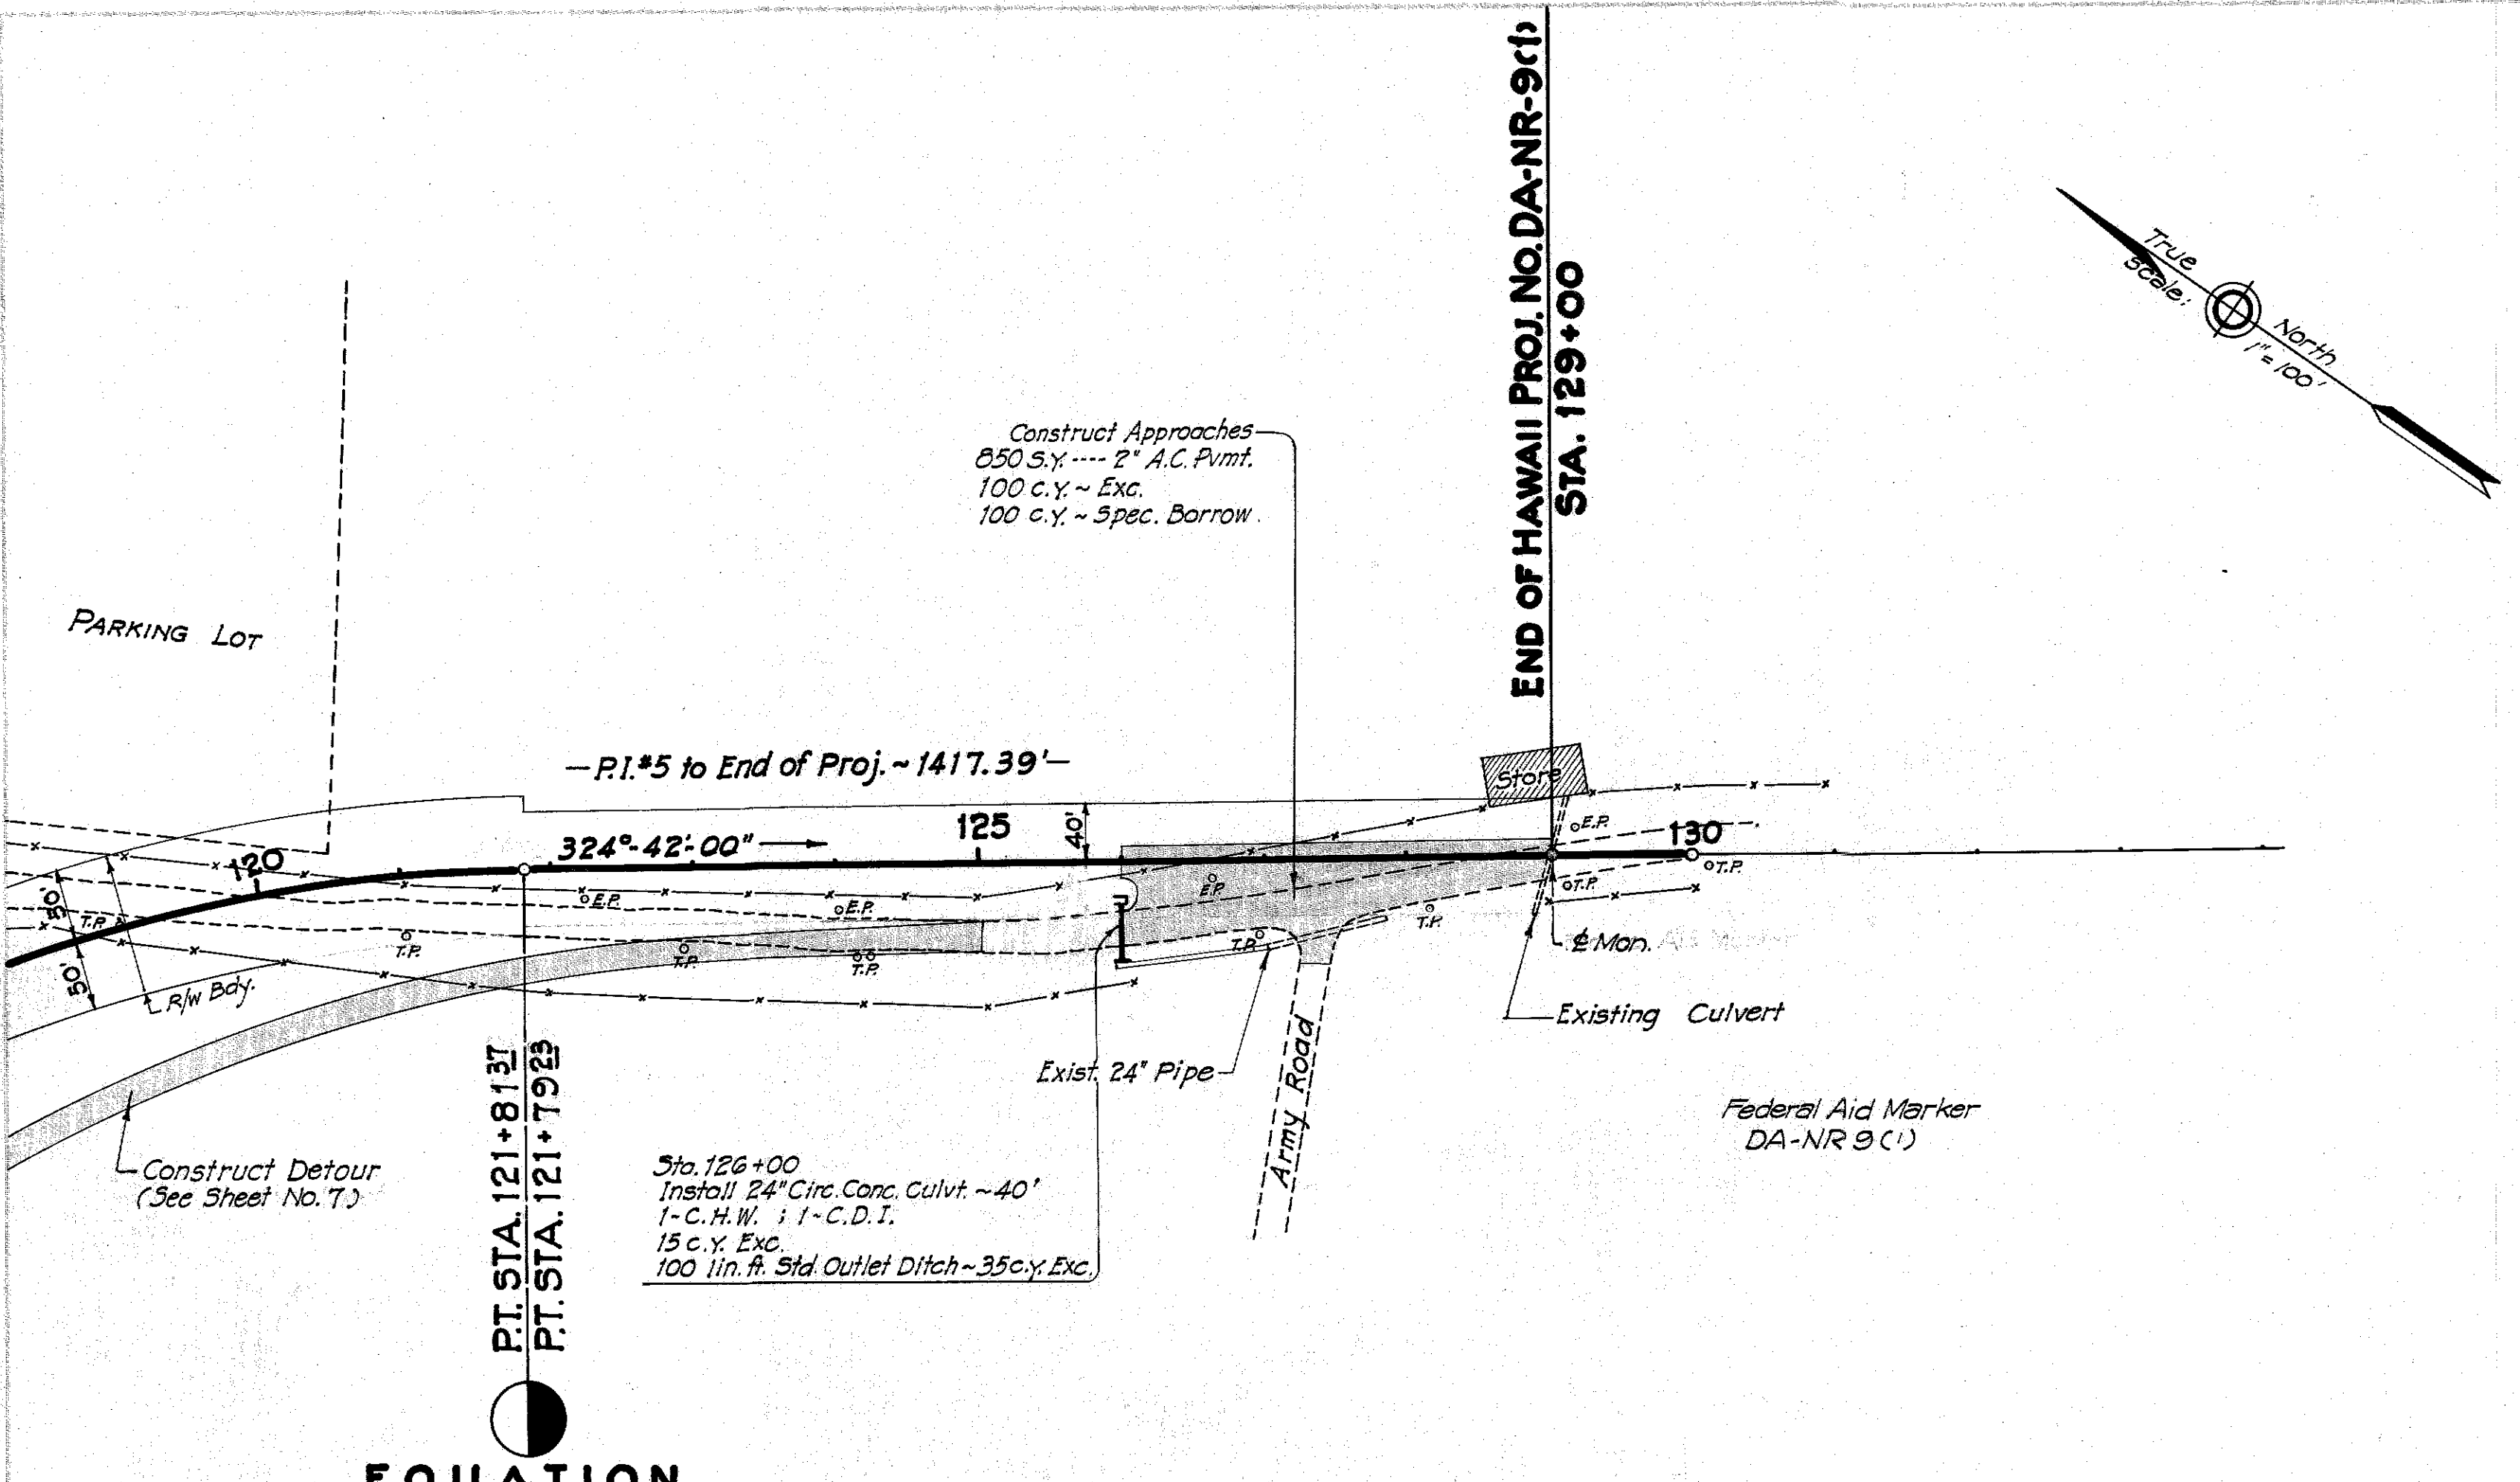 END OF HAWAII PROJ. NO. DA-NR-9(1)
STA. 129+00
True North
Scale: 1" = 100'
Construct Approaches
850 S.Y. ---- 2" A.C. Pvmt.
100 c.y. ~ Exc.
100 c.y. ~ Spec. Borrow.
PARKING LOT
—P.I.#5 to End of Proj. ~ 1417.39'—
Store
324°-42'-00"
120
125
130
40'
E.P.
E.P.
E.P.
E.P.
T.P.
T.P.
T.P.
T.P.
T.P.
T.P.
T.P.
T.P.
50'
50'
R/W Bdy.
₵ Mon.
Existing Culvert
Exist. 24" Pipe
Army Road
Federal Aid Marker
DA-NR 9(1)
Construct Detour
(See Sheet No. 7)
P.T. STA. 121+81 37
P.T. STA. 121+79 23
Sta. 126+00
Install 24" Circ. Conc. Culvt. ~ 40'
1~C.H.W. ; 1~C.D.I.
15 c.y. Exc.
100 lin. ft. Std. Outlet Ditch ~ 35 c.y. Exc.
EQUATION